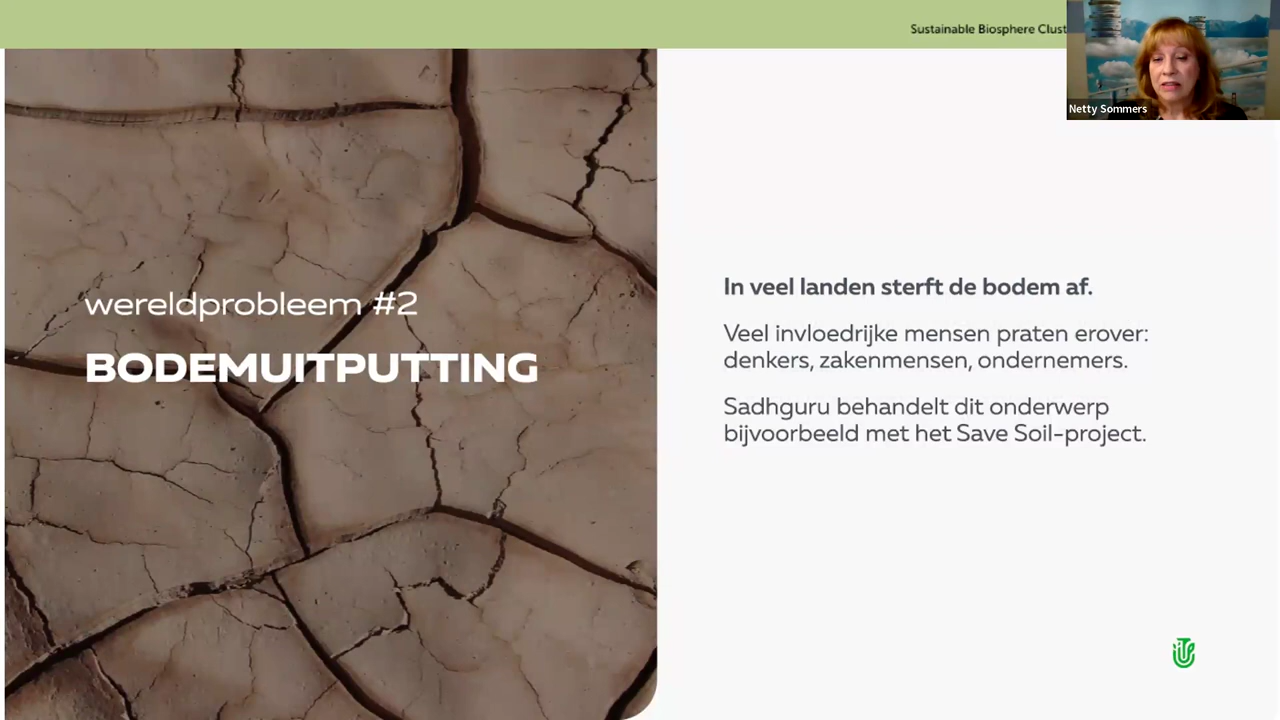 Sustainable Biosphere Clust
Netty Sommers
wereldprobleem #2
BODEMUITPUTTING
In veel landen sterft de bodem af.
Veel invloedrijke mensen praten erover:
denkers, zakenmensen, ondernemers.
Sadhguru behandelt dit onderwerp
bijvoorbeeld met het Save Soil-project.